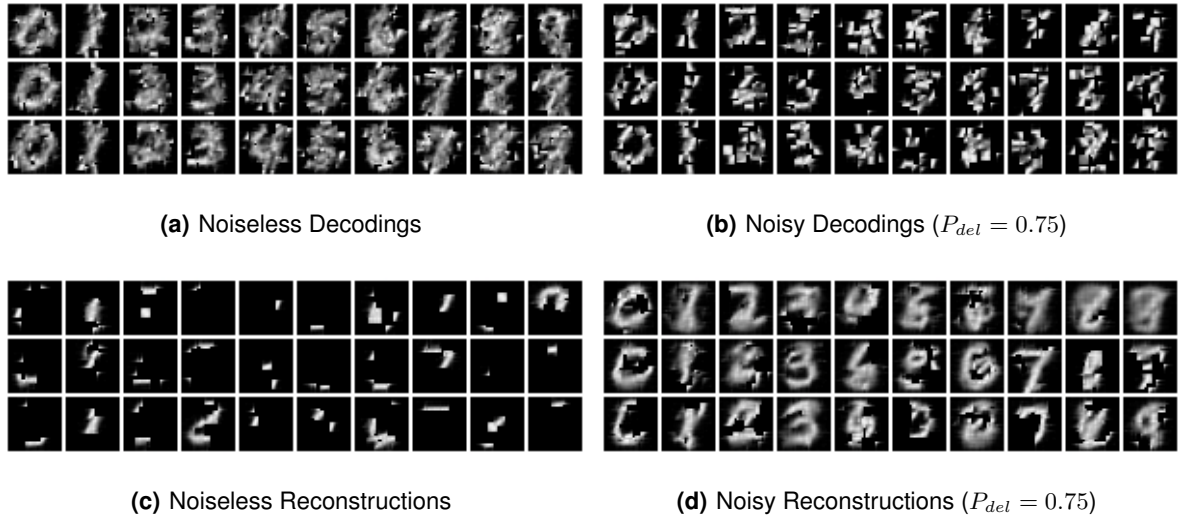 (a) Noiseless Decodings
(b) Noisy Decodings ($P_{del} = 0.75$)
(c) Noiseless Reconstructions
(d) Noisy Reconstructions ($P_{del} = 0.75$)